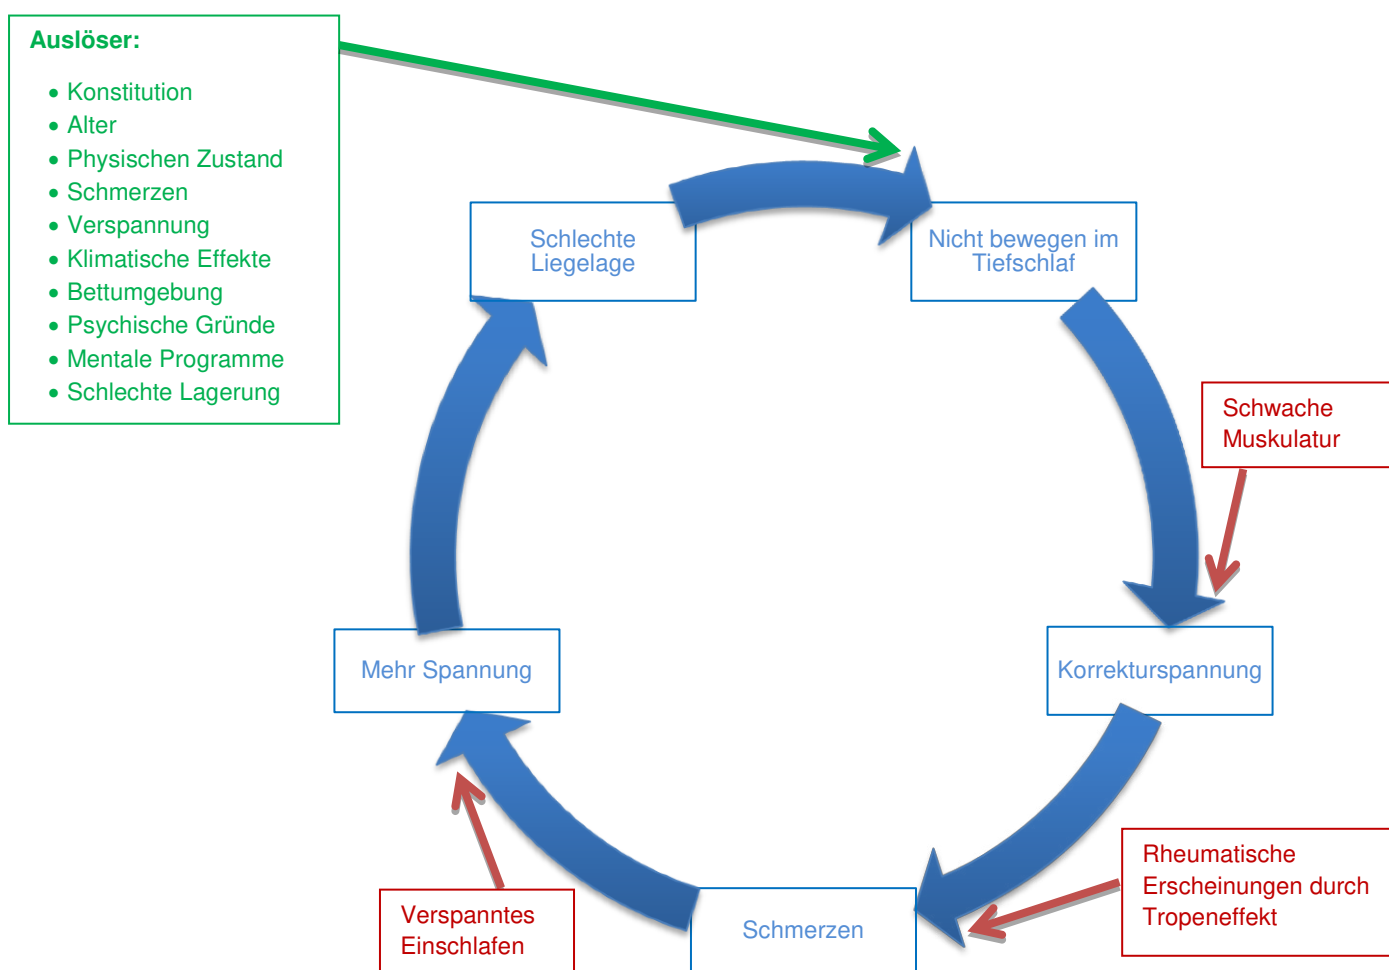 Auslöser:
• Konstitution
• Alter
• Physischen Zustand
• Schmerzen
• Verspannung
• Klimatische Effekte
• Bettumgebung
• Psychische Gründe
• Mentale Programme
• Schlechte Lagerung
Schlechte
Liegelage
Nicht bewegen im
Tiefschlaf
Schwache
Muskulatur
Korrekturspannung
Mehr Spannung
Rheumatische
Erscheinungen durch
Tropeneffekt
Schmerzen
Verspanntes
Einschlafen